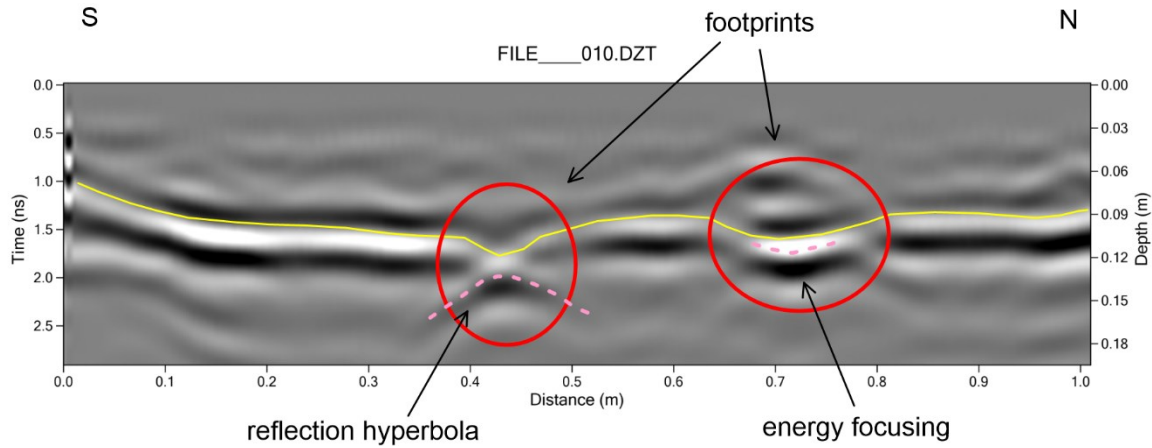 S
footprints
N
FILE____010.DZT
0.0
0.5
1.0
1.5
2.0
2.5
Time (ns)
0.00
0.03
0.06
0.09
0.12
0.15
0.18
Depth (m)
0.0 0.1 0.2 0.3 0.4 0.5 0.6 0.7 0.8 0.9 1.0
Distance (m)
reflection hyperbola
energy focusing